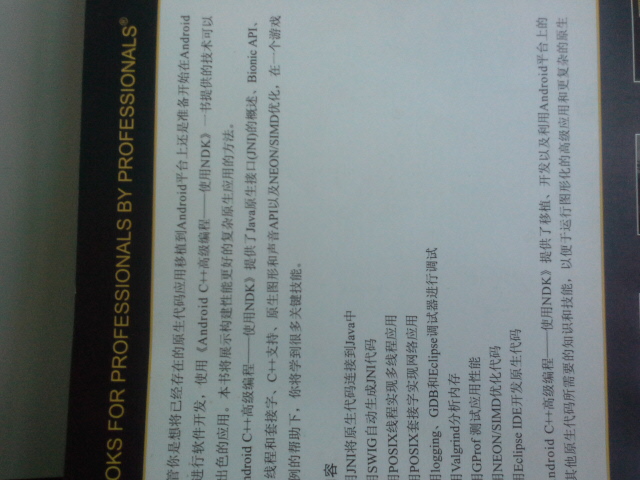 OKS FOR PROFESSIONALS BY PROFESSIONALS®
管你是想将已经存在的原生代码应用移植到Android平台上还是准备开始在Android
进行软件开发，使用《Android C++高级编程——使用NDK》一书提供的技术可以
出色的应用。本书将展示构建性能更好的复杂原生应用的方法。
ndroid C++高级编程——使用NDK》提供了Java原生接口(JNI)的概述、Bionic API、
线程和套接字、C++支持、原生图形和声音API以及NEON/SIMD优化，在一个游戏
例的帮助下，你将学到很多关键技能。
容
用JNI将原生代码连接到Java中
用SWIG自动生成JNI代码
用POSIX线程实现多线程应用
用POSIX套接字实现网络应用
用logging、GDB和Eclipse调试器进行调试
用Valgrind分析内存
用GProf 测试应用性能
用NEON/SIMD优化代码
用Eclipse IDE开发原生代码
ndroid C++高级编程——使用NDK》提供了移植、开发以及利用Android平台上的
其他原生代码所需要的知识和技能，以便于运行图形化的高级应用和更复杂的原生